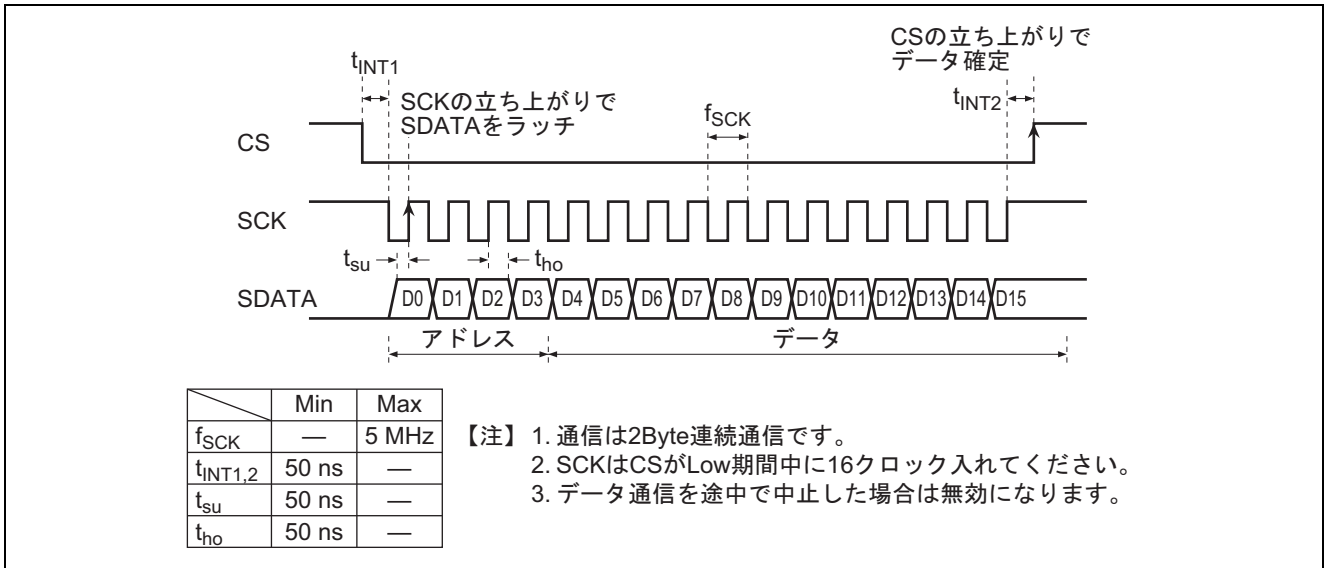 CSの立ち上がりで
データ確定
tINT1
tINT2
SCKの立ち上がりで
SDATAをラッチ
fSCK
CS
SCK
tsu
tho
SDATA
D0 D1 D2 D3 D4 D5 D6 D7 D8 D9 D10 D11 D12 D13 D14 D15
アドレス データ
Min Max
fSCK — 5 MHz
tINT1,2 50 ns —
tsu 50 ns —
tho 50 ns —
【注】 1. 通信は2Byte連続通信です。
2. SCKはCSがLow期間中に16クロック入れてください。
3. データ通信を途中で中止した場合は無効になります。